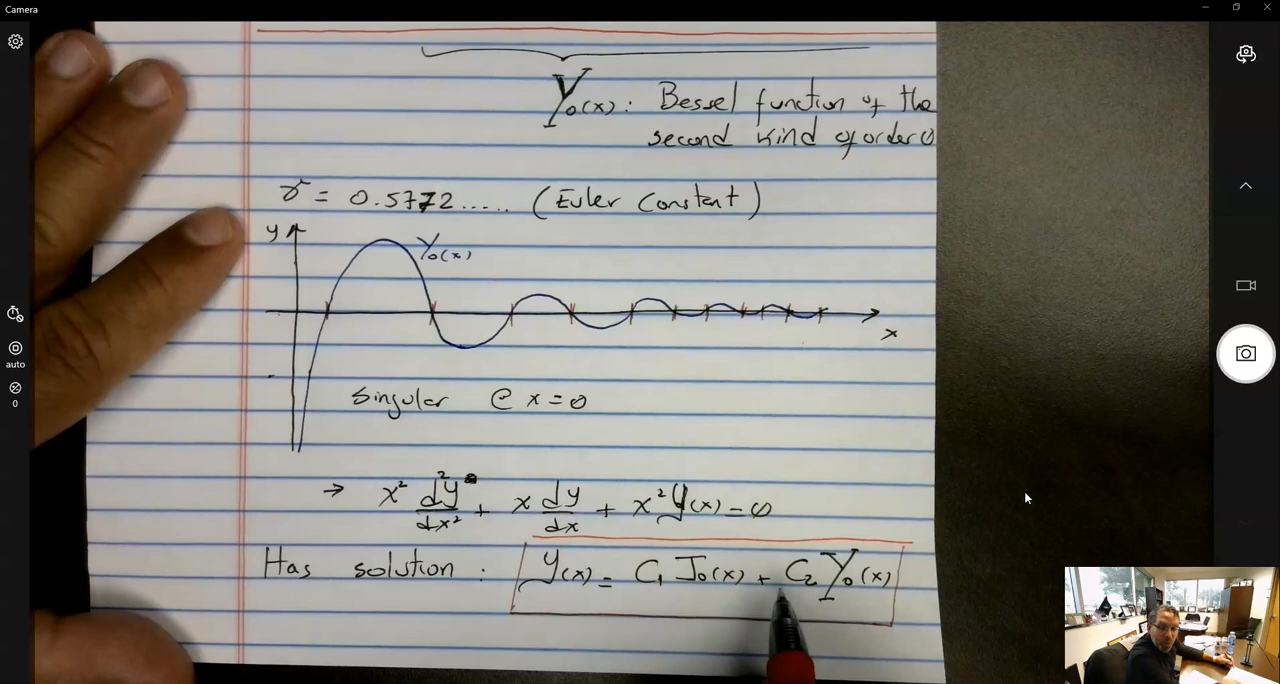 Camera
Y₀(x): Bessel function of the
second kind of order 0
γ = 0.5772..... (Euler Constant)
y
Y₀(x)
x
Singular @ x=0
→ x² d²y/dx² + x dy/dx + x² y(x) = 0
Has solution: y(x) = C₁ J₀(x) + C₂ Y₀(x)
auto
0